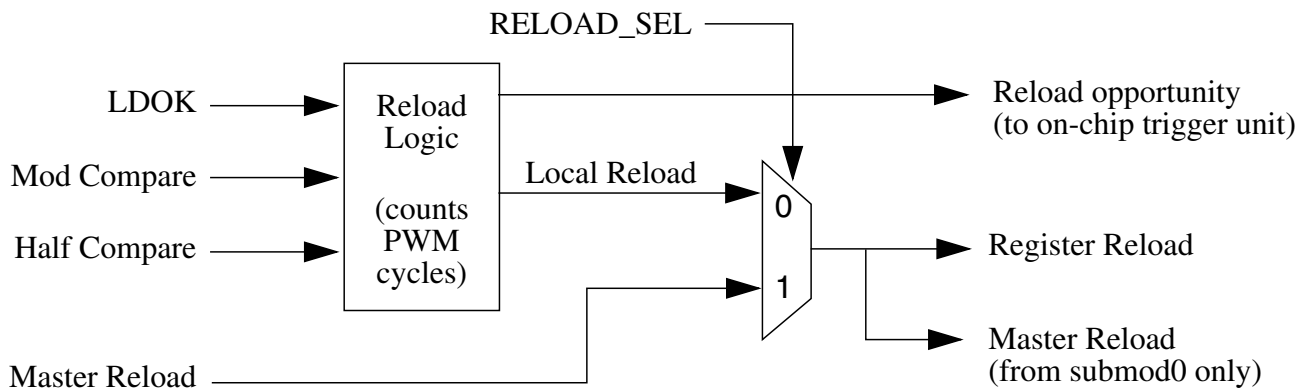 RELOAD_SEL
LDOK
Mod Compare
Half Compare
Master Reload
Reload
Logic
(counts
PWM
cycles)
Local Reload
0
1
Reload opportunity
(to on-chip trigger unit)
Register Reload
Master Reload
(from submod0 only)